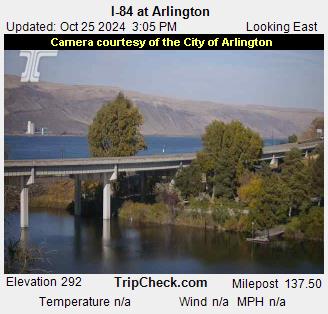 I-84 at Arlington
Updated: Oct 25 2024 3:05 PM Looking East
Camera courtesy of the City of Arlington
Elevation 292 TripCheck.com Milepost 137.50
Temperature n/a Wind n/a MPH n/a